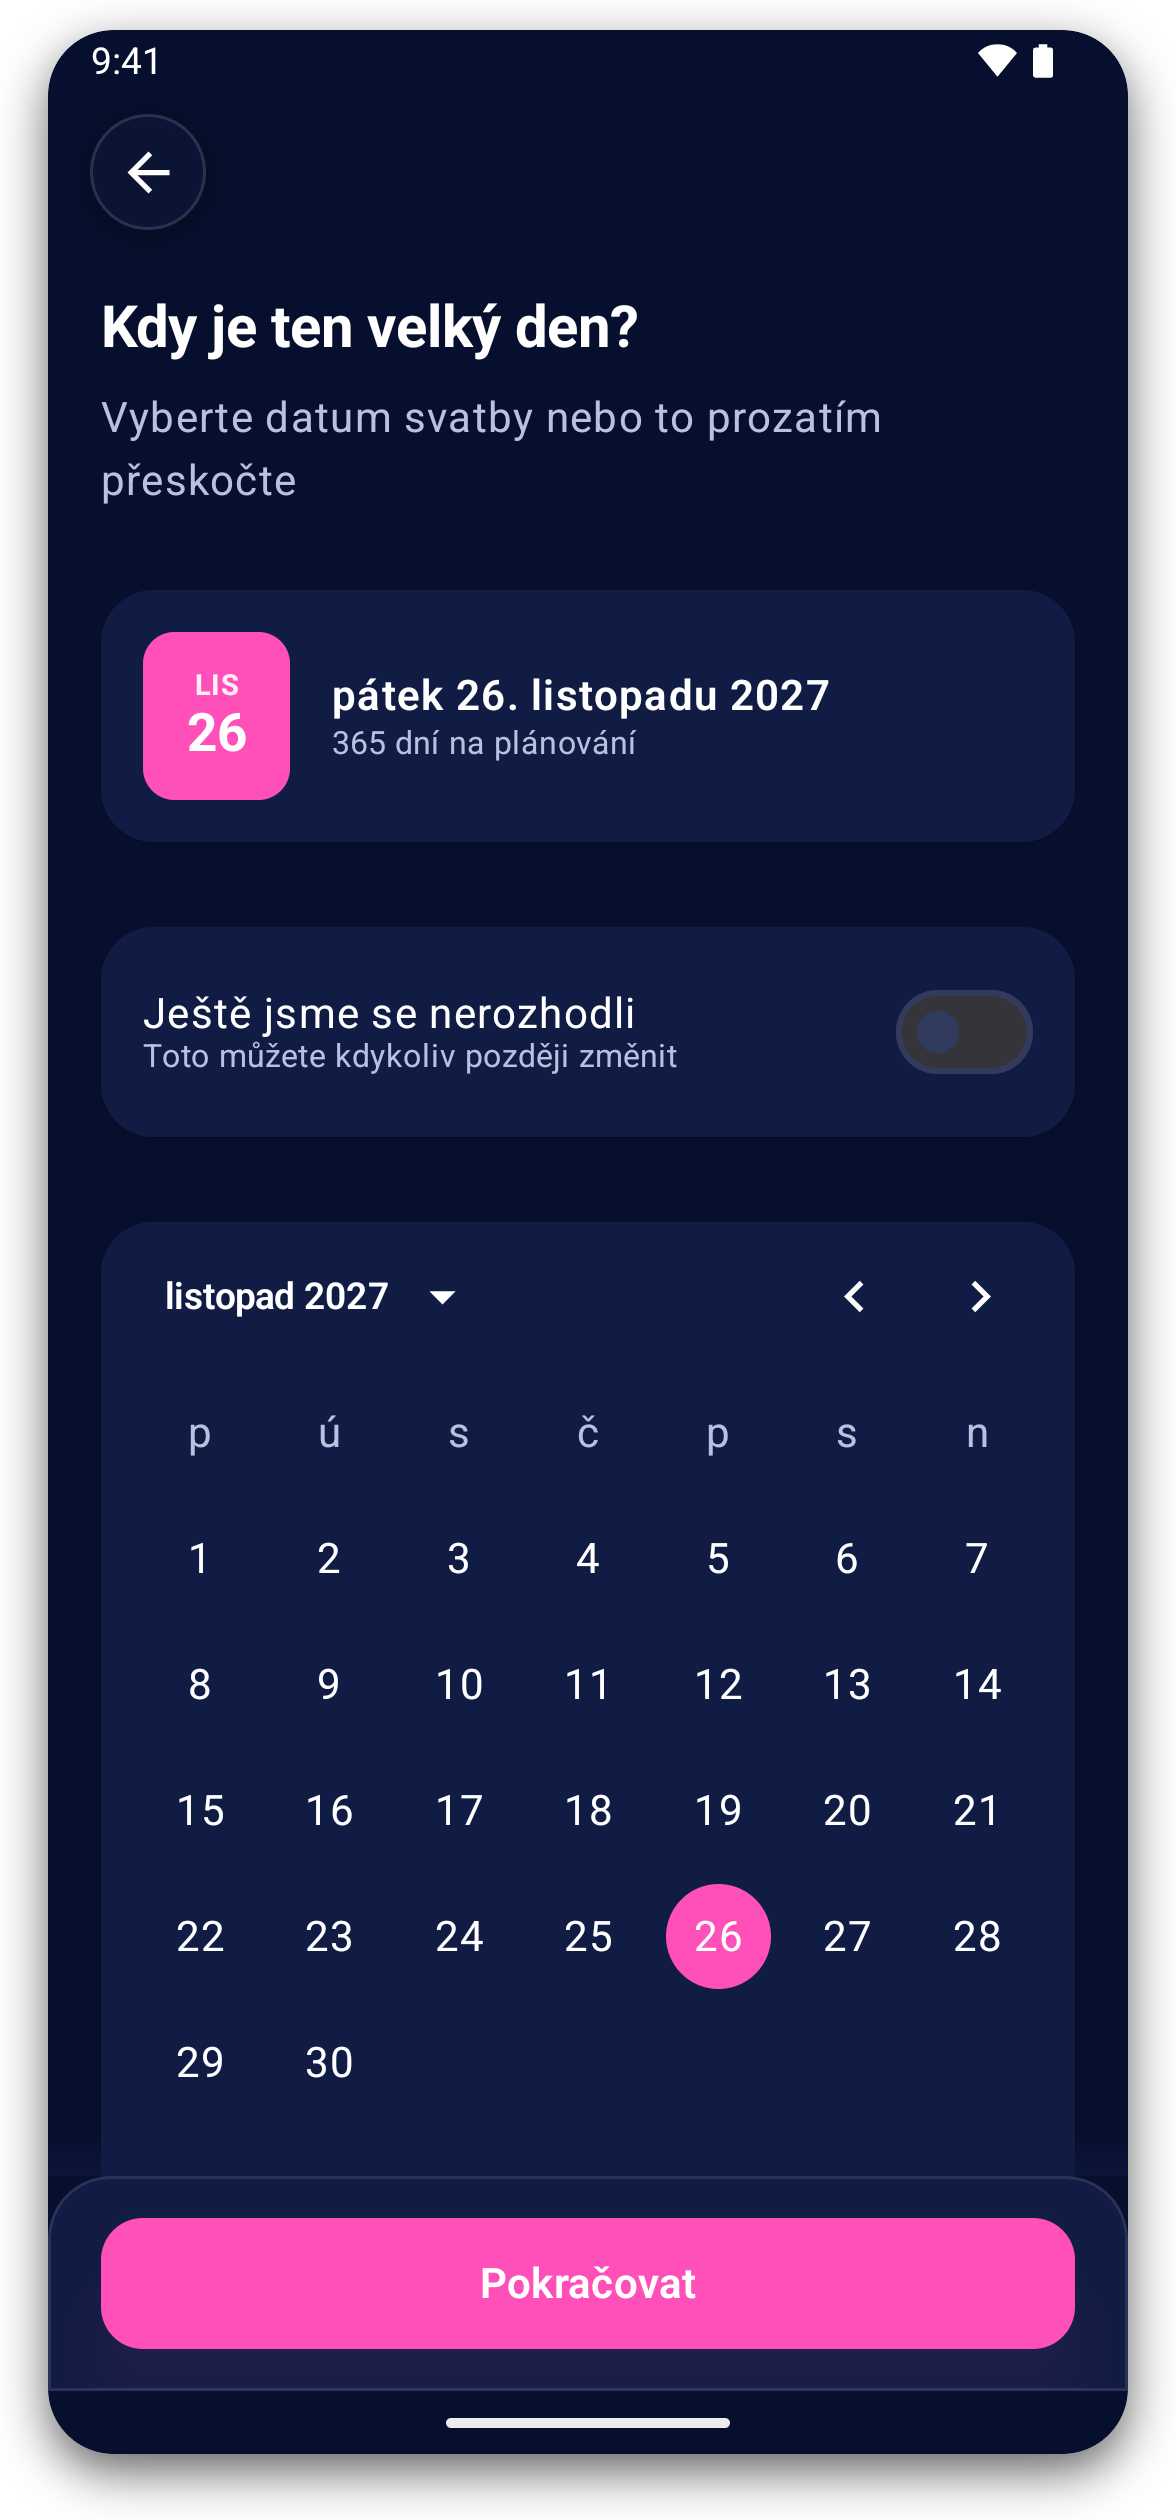 9:41
Kdy je ten velký den?
Vyberte datum svatby nebo to prozatím
přeskočte
LIS
26
pátek 26. listopadu 2027
365 dní na plánování
Ještě jsme se nerozhodli
Toto můžete kdykoliv později změnit
listopad 2027
p ú s č p s n
1 2 3 4 5 6 7
8 9 10 11 12 13 14
15 16 17 18 19 20 21
22 23 24 25 26 27 28
29 30
Pokračovat